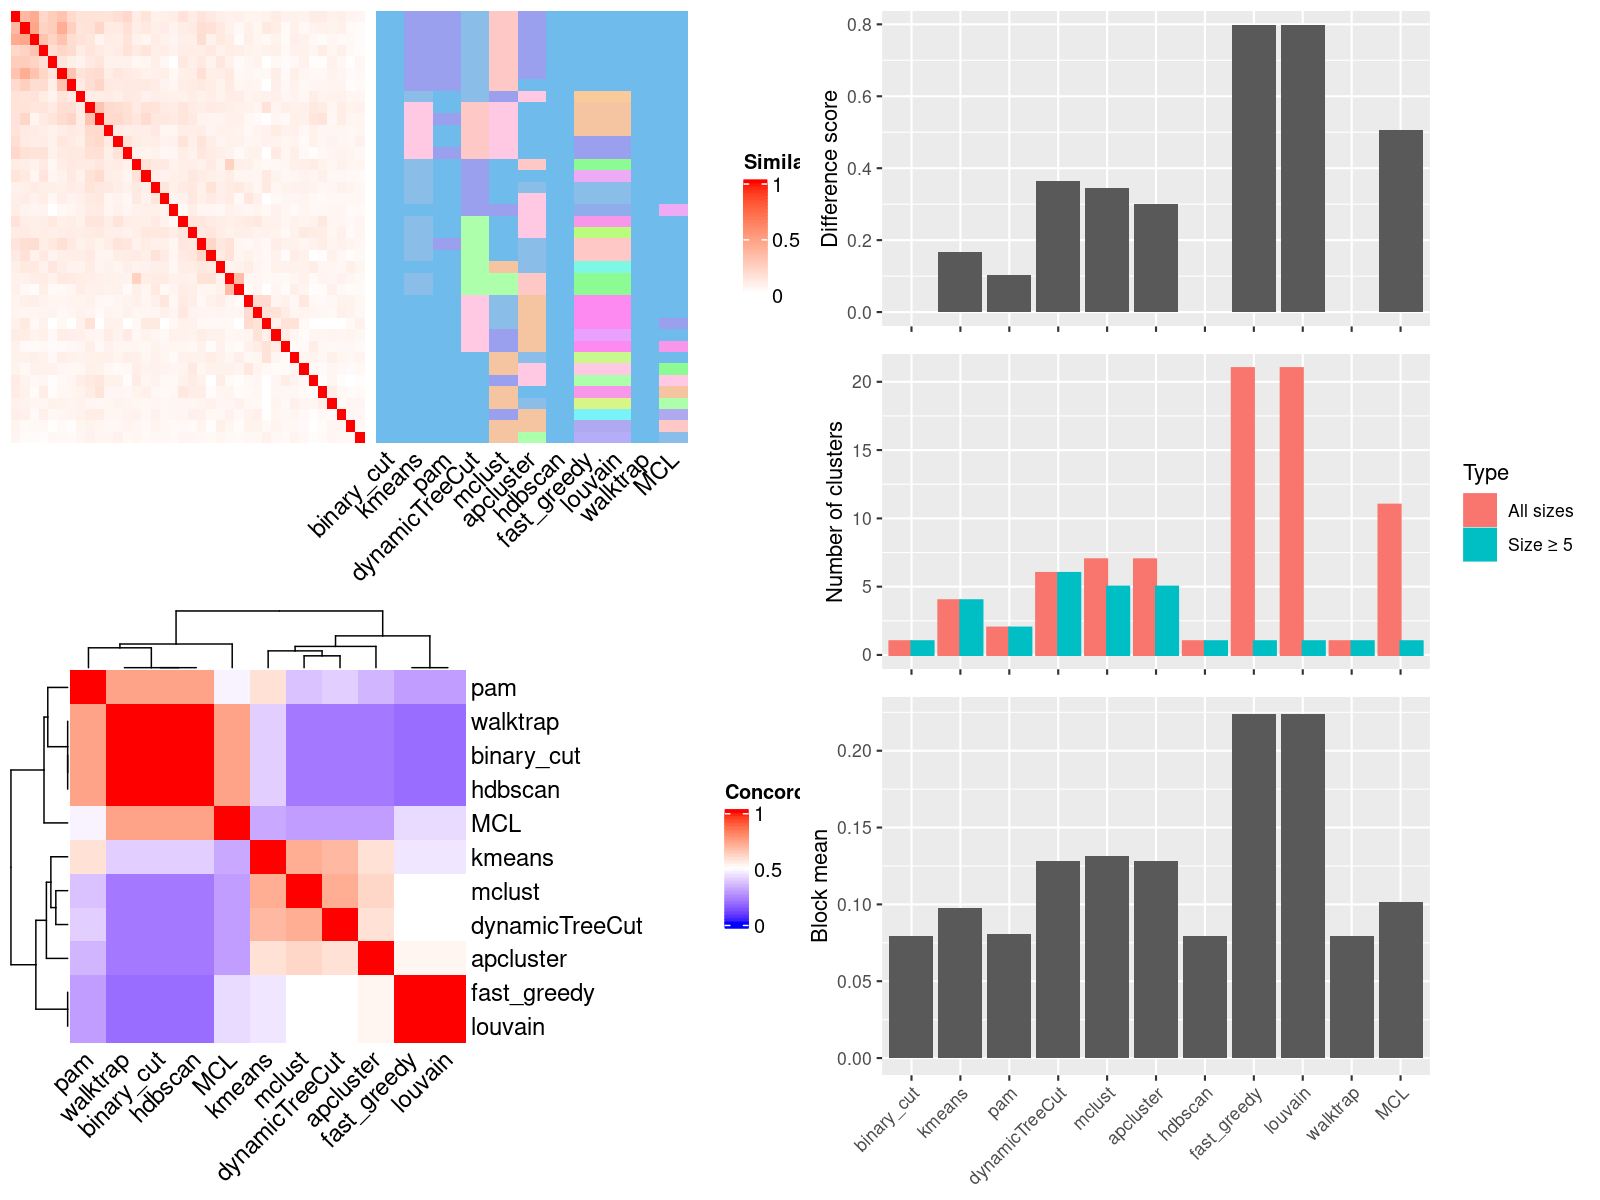 Simila
1
0.5
0
binary_cut
kmeans
pam
dynamicTreeCut
mclust
apcluster
hdbscan
fast_greedy
louvain
walktrap
MCL
Difference score
0.8
0.6
0.4
0.2
0.0
Number of clusters
20
15
10
5
0
Type
All sizes
Size ≥ 5
pam
walktrap
binary_cut
hdbscan
MCL
kmeans
mclust
dynamicTreeCut
apcluster
fast_greedy
louvain
pam
walktrap
binary_cut
hdbscan
MCL
kmeans
mclust
dynamicTreeCut
apcluster
fast_greedy
louvain
Concord
1
0.5
0
Block mean
0.20
0.15
0.10
0.05
0.00
binary_cut
kmeans
pam
dynamicTreeCut
mclust
apcluster
hdbscan
fast_greedy
louvain
walktrap
MCL